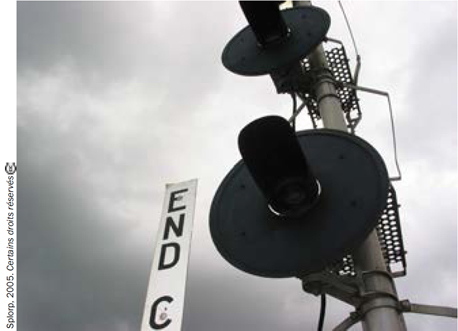 END C
Splorp, 2005. Certains droits réservés